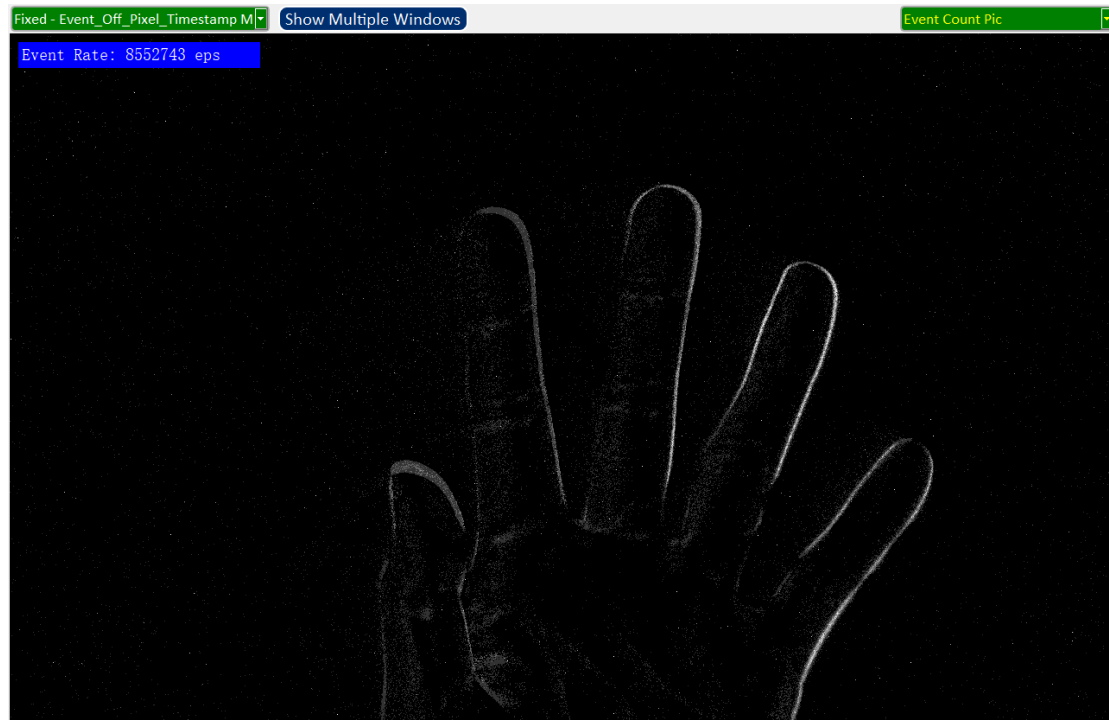 Fixed - Event_Off_Pixel_Timestamp M
Show Multiple Windows
Event Count Pic
Event Rate: 8552743 eps